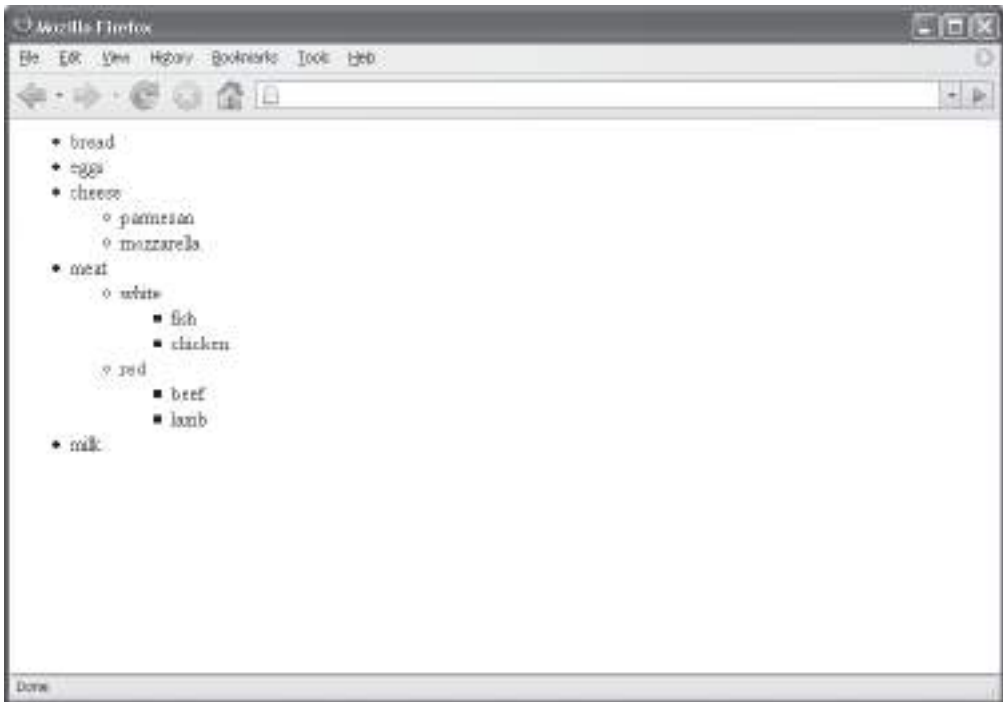 Mozilla Firefox
File Edit View History Bookmarks Tools Help
bread
eggs
cheese
parmesan
mozzarella
meat
white
fish
chicken
red
beef
lamb
milk
Done